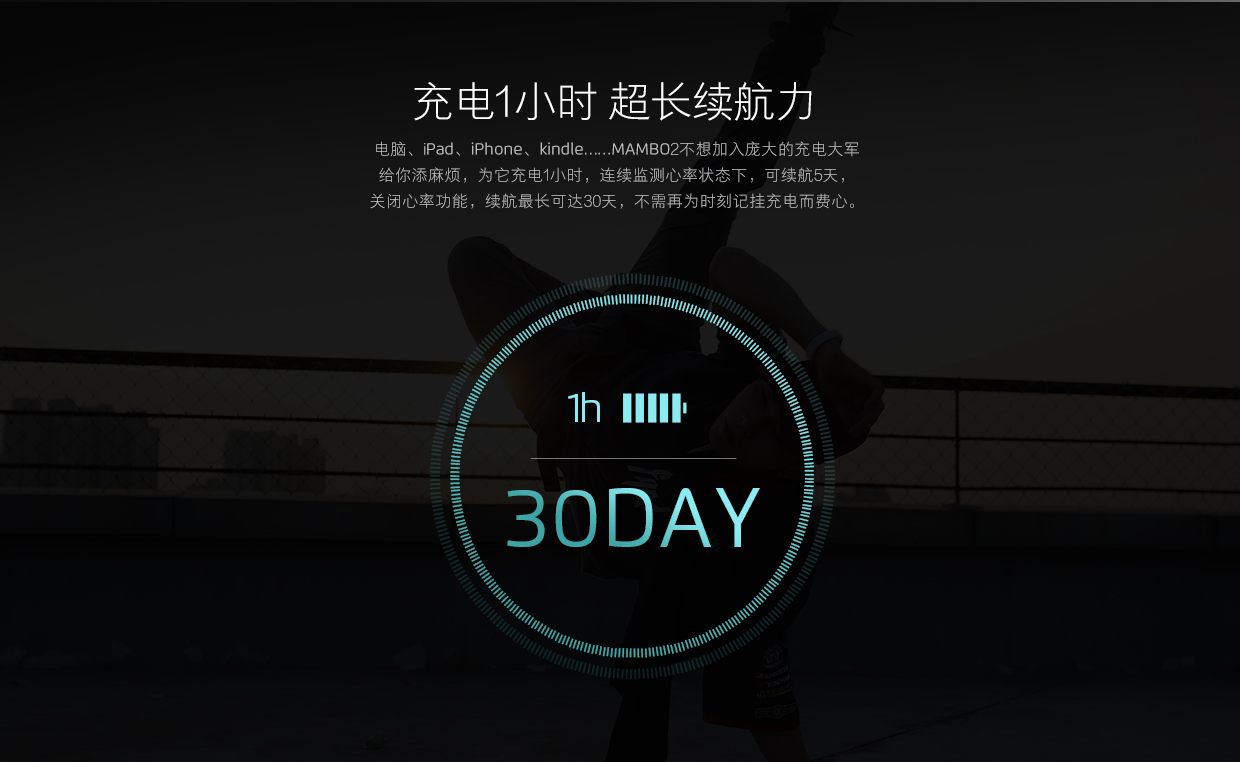 充电1小时 超长续航力
电脑、iPad、iPhone、kindle……MAMBO2不想加入庞大的充电大军
给你添麻烦，为它充电1小时，连续监测心率状态下，可续航5天，
关闭心率功能，续航最长可达30天，不需再为时刻记挂充电而费心。
1h
30DAY